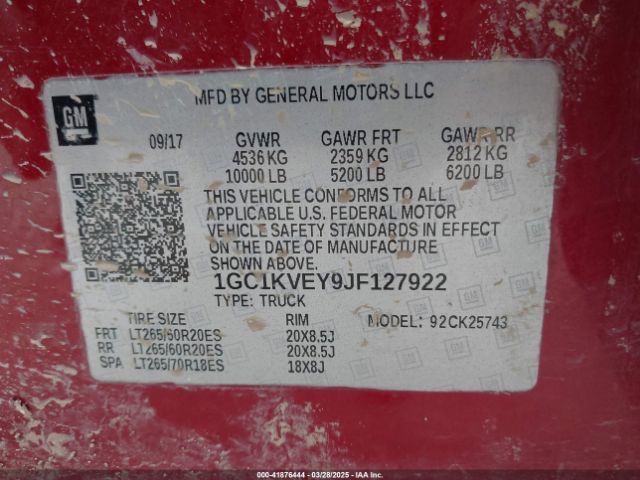 GM
MFD BY GENERAL MOTORS LLC
09/17 GVWR GAWR FRT GAWR RR
4536 KG 2359 KG 2812 KG
10000 LB 5200 LB 6200 LB
THIS VEHICLE CONFORMS TO ALL
APPLICABLE U.S. FEDERAL MOTOR
VEHICLE SAFETY STANDARDS IN EFFECT
ON THE DATE OF MANUFACTURE
SHOWN ABOVE.
1GC1KVEY9JF127922
TYPE: TRUCK
TIRE SIZE RIM MODEL: 92CK25743
FRT LT265/60R20ES 20X8.5J
RR LT265/60R20ES 20X8.5J
SPA LT265/70R18ES 18X8J
000-41876444 | 03/28/2025 | IAA, Inc.